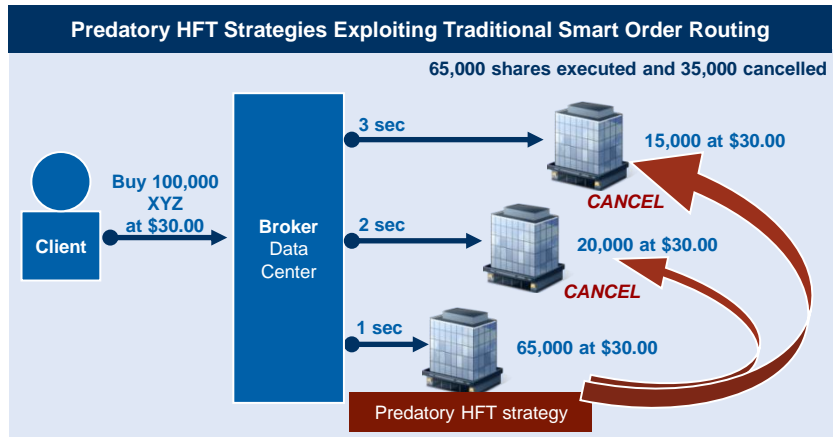 Predatory HFT Strategies Exploiting Traditional Smart Order Routing
65,000 shares executed and 35,000 cancelled
3 sec
15,000 at $30.00
Buy 100,000
XYZ
at $30.00
CANCEL
Client
Broker
Data
Center
2 sec
20,000 at $30.00
CANCEL
1 sec
65,000 at $30.00
Predatory HFT strategy